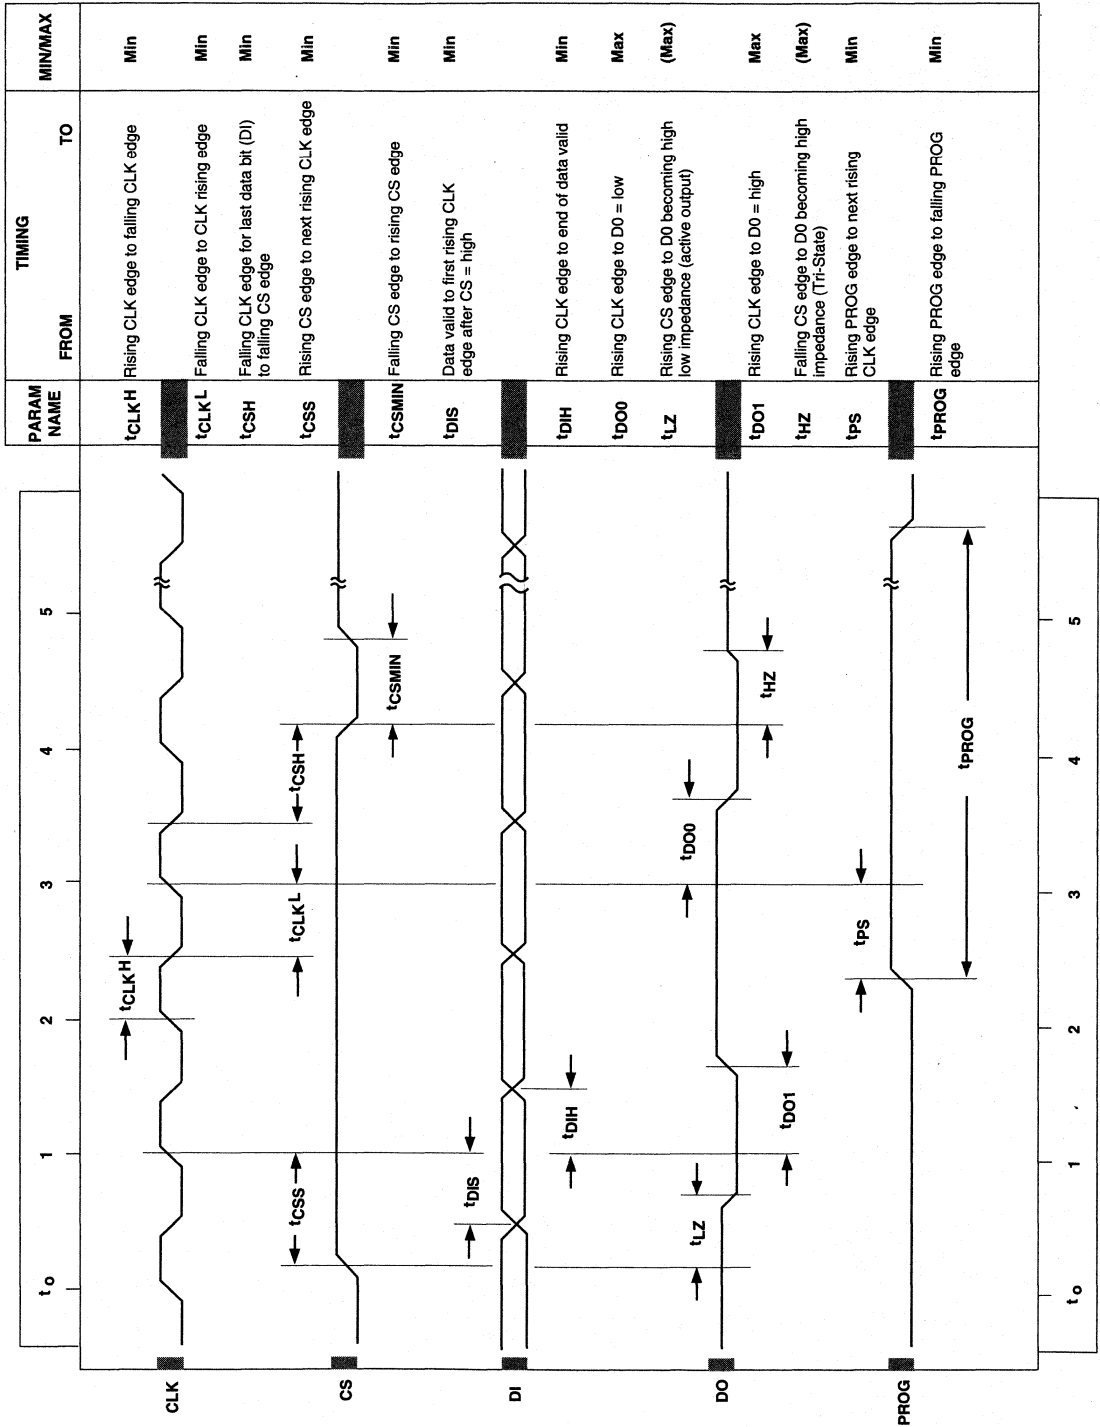 PARAM NAME TIMING MIN/MAX
FROM TO
t₀ 1 2 3 4 5
CLK
tCLKH
tCLKL
tCSH
tCSS
CS
tCSMIN
tDIS
DI
tDIH
tDO0
tLZ
DO
tDO1
tHZ
tPS
PROG
tPROG
t₀ 1 2 3 4 5
tCLKH Rising CLK edge to falling CLK edge Min
tCLKL Falling CLK edge to CLK rising edge Min
tCSH Falling CLK edge for last data bit (DI) Min
to falling CS edge
tCSS Rising CS edge to next rising CLK edge Min
tCSMIN Falling CS edge to rising CS edge Min
tDIS Data valid to first rising CLK Min
edge after CS = high
tDIH Rising CLK edge to end of data valid Min
tDO0 Rising CLK edge to D0 = low Max
tLZ Rising CS edge to D0 becoming high (Max)
low impedance (active output)
tDO1 Rising CLK edge to D0 = high Max
tHZ Falling CS edge to D0 becoming high (Max)
impedance (Tri-State)
tPS Rising PROG edge to next rising Min
CLK edge
tPROG Rising PROG edge to falling PROG Min
edge